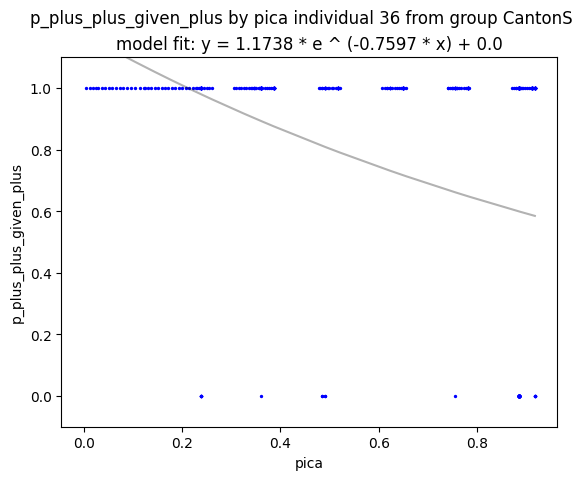 p_plus_plus_given_plus by pica individual 36 from group CantonS
model fit: y = 1.1738 * e ^ (-0.7597 * x) + 0.0
1.0
0.8
0.6
0.4
0.2
0.0
p_plus_plus_given_plus
0.0 0.2 0.4 0.6 0.8
pica